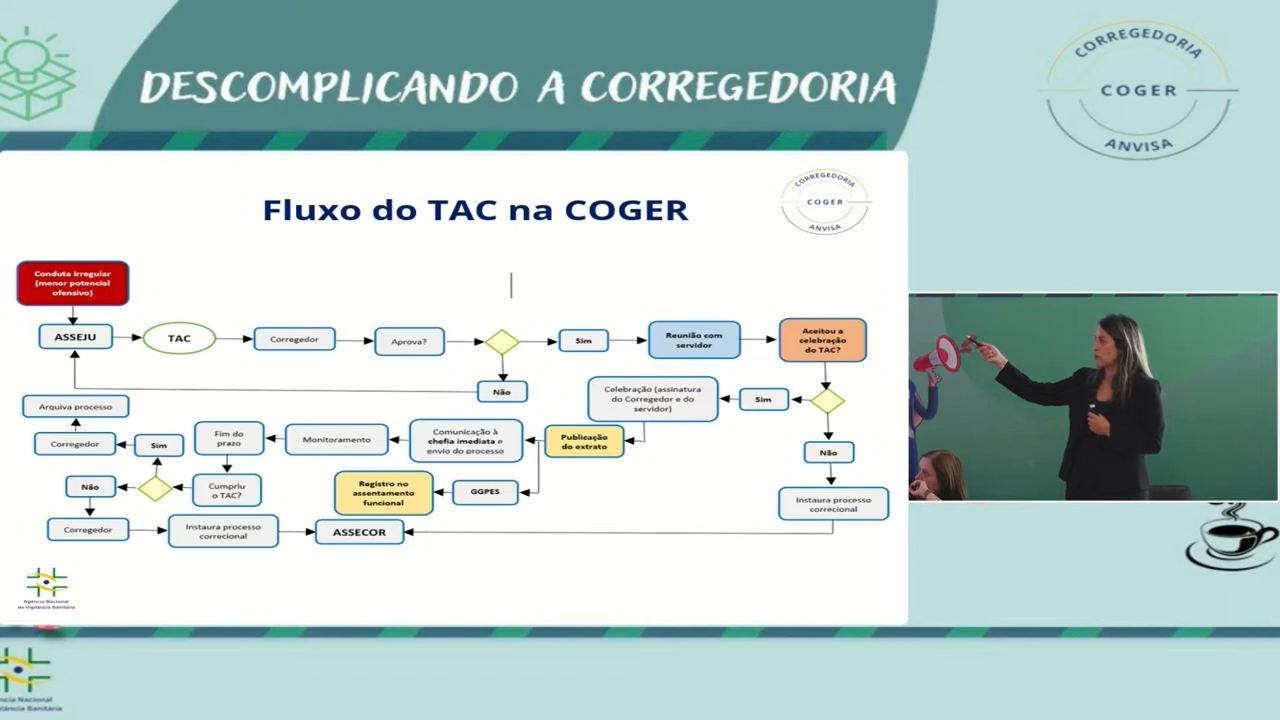 DESCOMPLICANDO A CORREGEDORIA
CORREGEDORIA
COGER
ANVISA
Fluxo do TAC na COGER
CORREGEDORIA
COGER
ANVISA
Conduta irregular
(menor potencial
ofensivo)
ASSEJU
TAC
Corregedor
Aprova?
Sim
Reunião com
servidor
Aceitou a
celebração
do TAC?
Não
Celebração (assinatura
do Corregedor e do
servidor)
Sim
Arquiva processo
Corregedor
Sim
Fim do
prazo
Monitoramento
Comunicação à
chefia imediata e
envio do processo
Publicação
do extrato
Não
Não
Cumpriu
o TAC?
Registro no
assentamento
funcional
GGPES
Instaura processo
correcional
Corregedor
Instaura processo
correcional
ASSECOR
Agência Nacional
de Vigilância Sanitária
ncia Nacional
ilância Sanitária